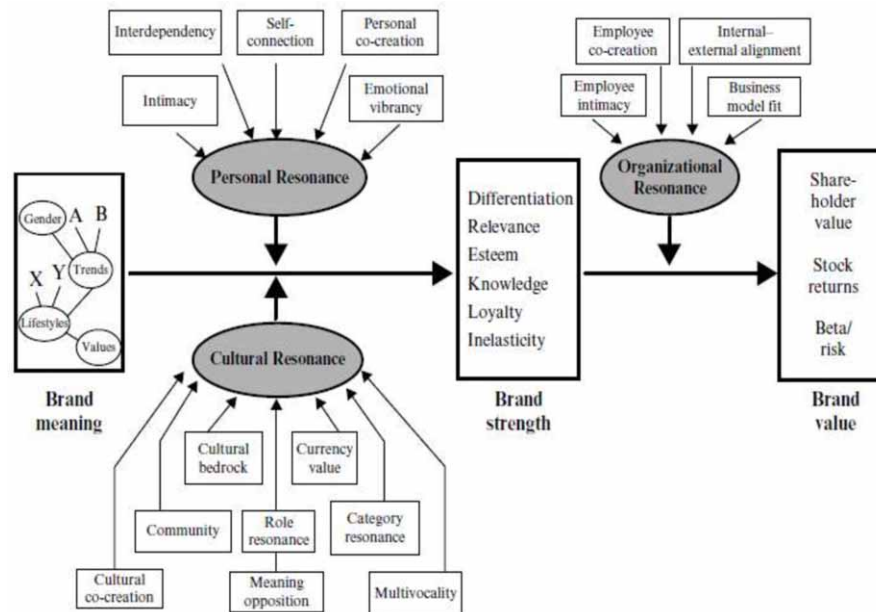 Interdependency
Self-
connection
Personal
co-creation
Intimacy
Emotional
vibrancy
Personal Resonance
Employee
co-creation
Internal–
external alignment
Employee
intimacy
Business
model fit
Organizational
Resonance
Gender
A
B
Trends
X
Y
Lifestyles
Values
Brand
meaning
Differentiation
Relevance
Esteem
Knowledge
Loyalty
Inelasticity
Brand
strength
Share-
holder
value
Stock
returns
Beta/
risk
Brand
value
Cultural Resonance
Cultural
bedrock
Currency
value
Community
Role
resonance
Category
resonance
Cultural
co-creation
Meaning
opposition
Multivocality